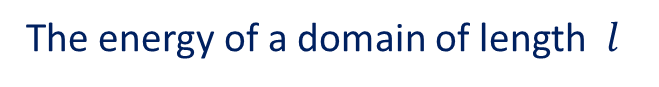 The energy of a domain of length l